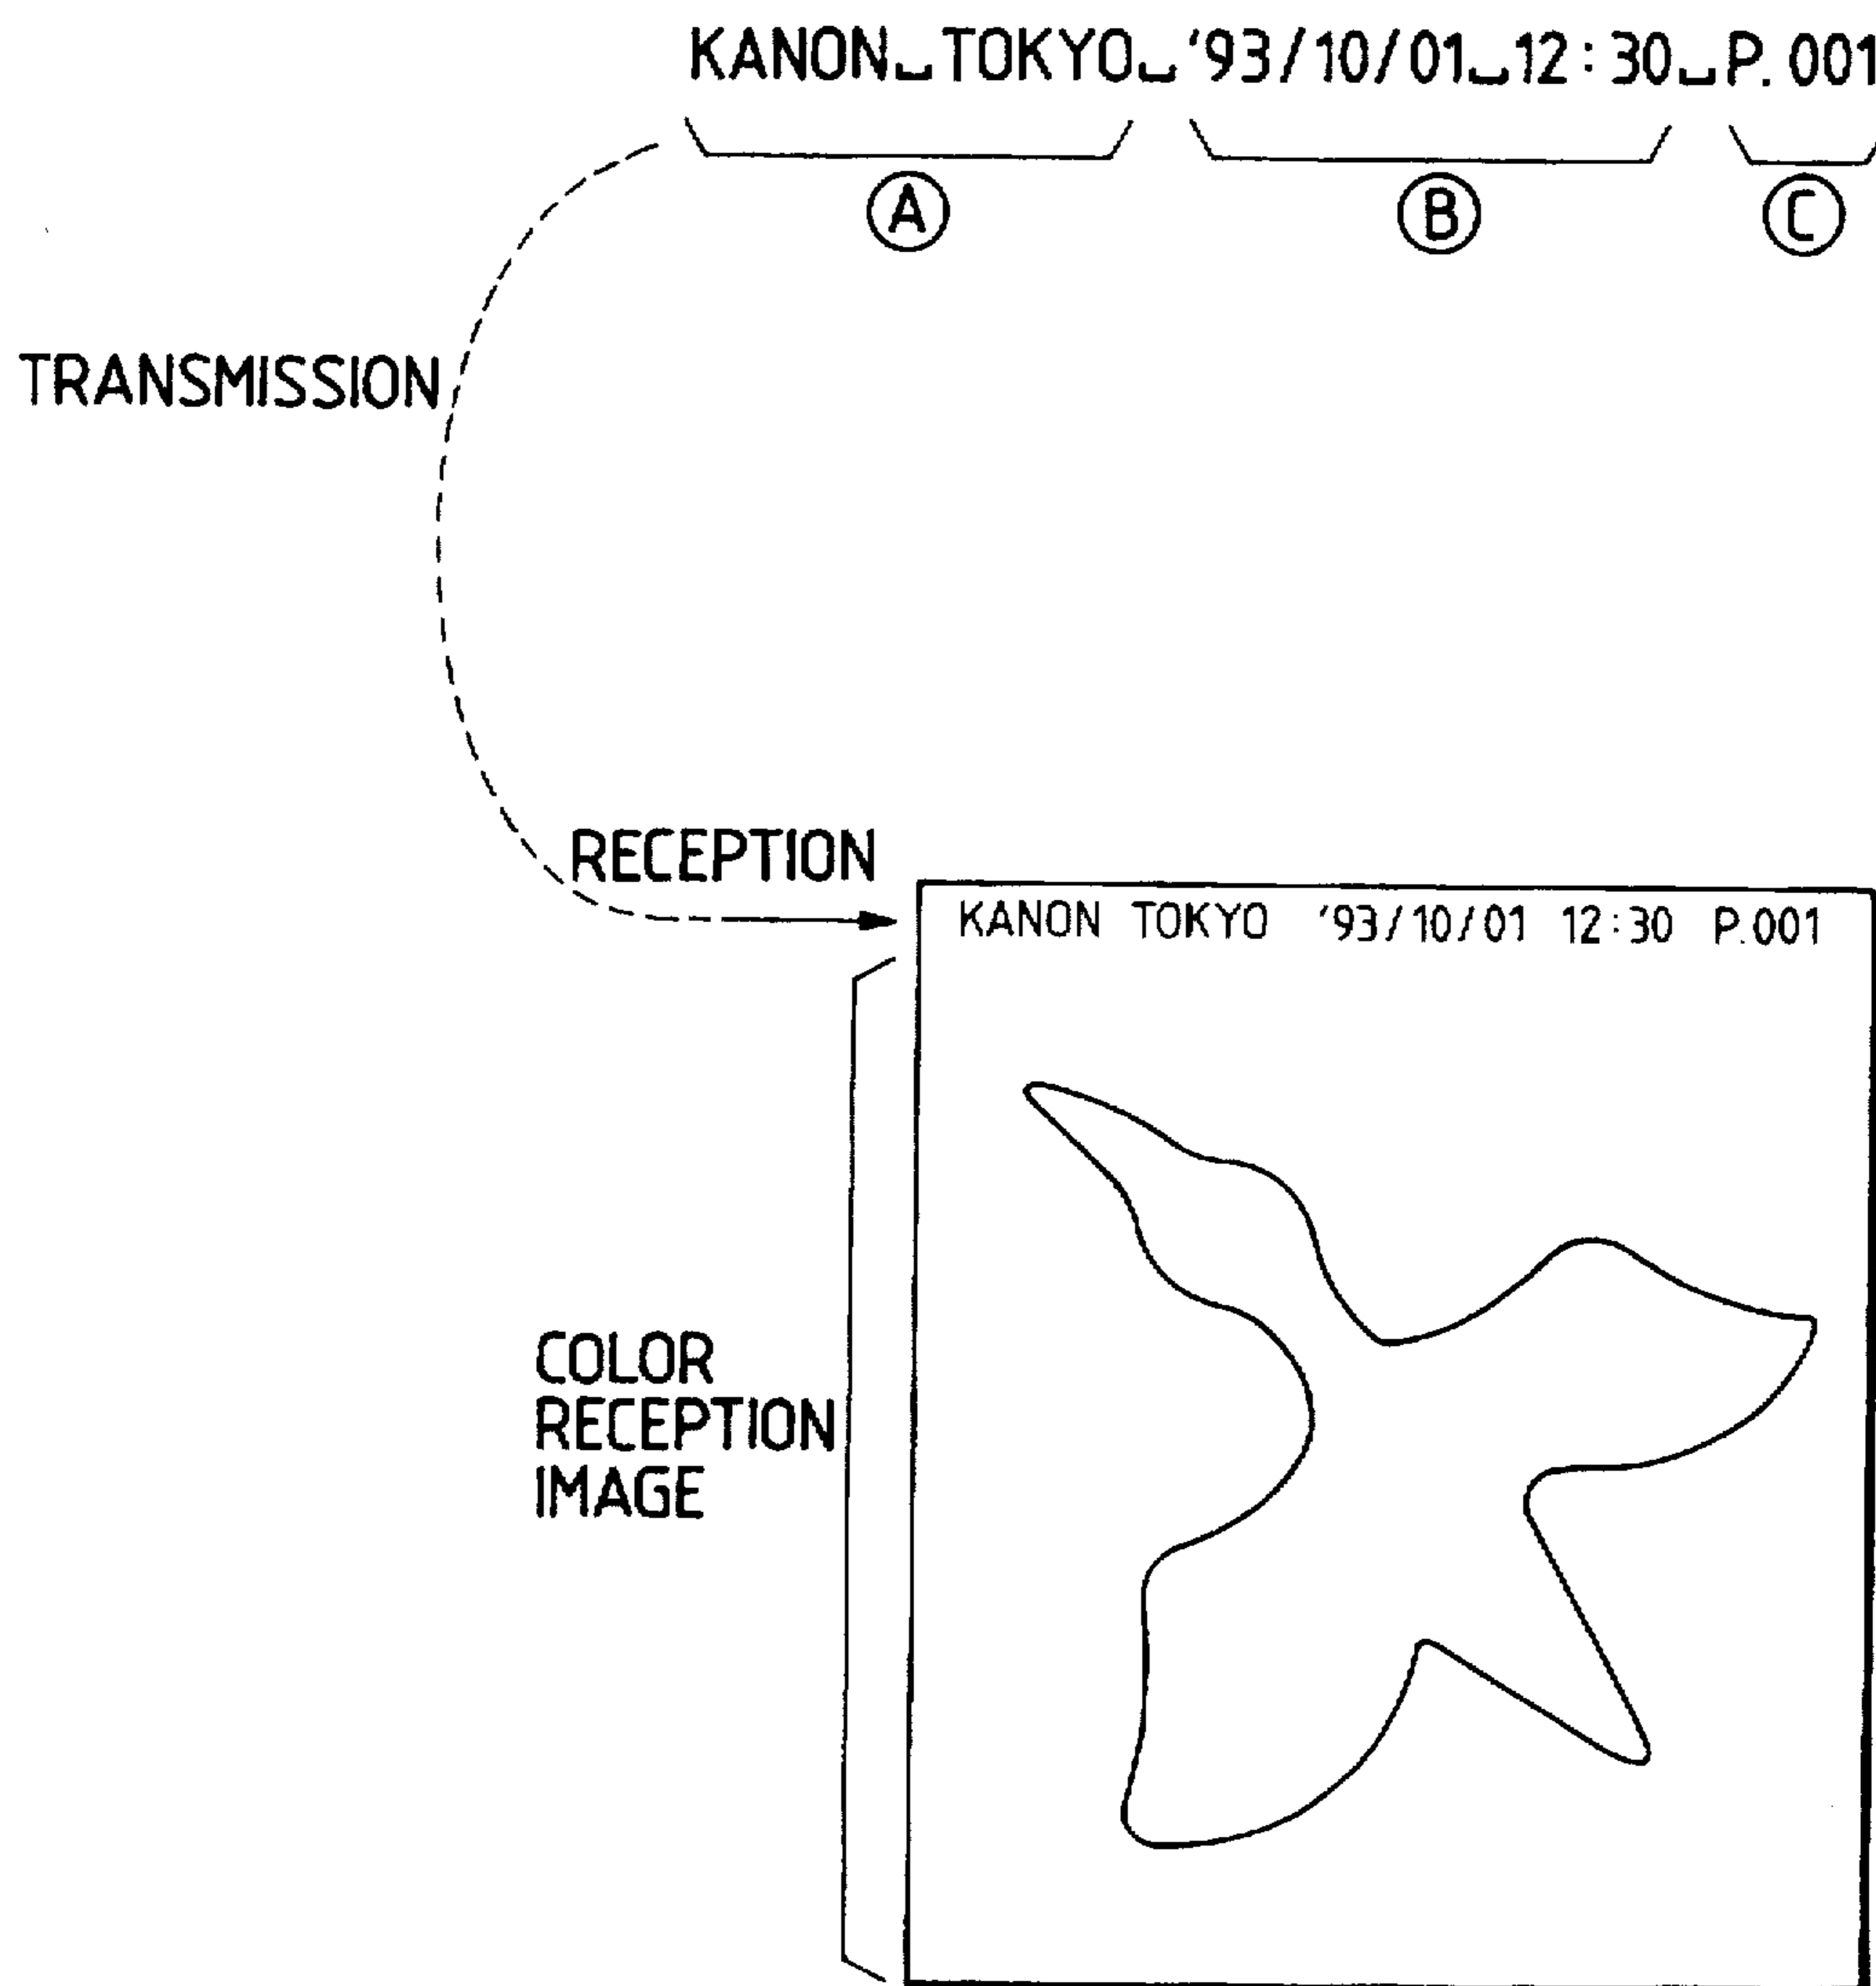 KANON␣TOKYO␣'93/10/01␣12:30␣P.001
A B C
TRANSMISSION
RECEPTION
KANON TOKYO '93/10/01 12:30 P.001
COLOR
RECEPTION
IMAGE